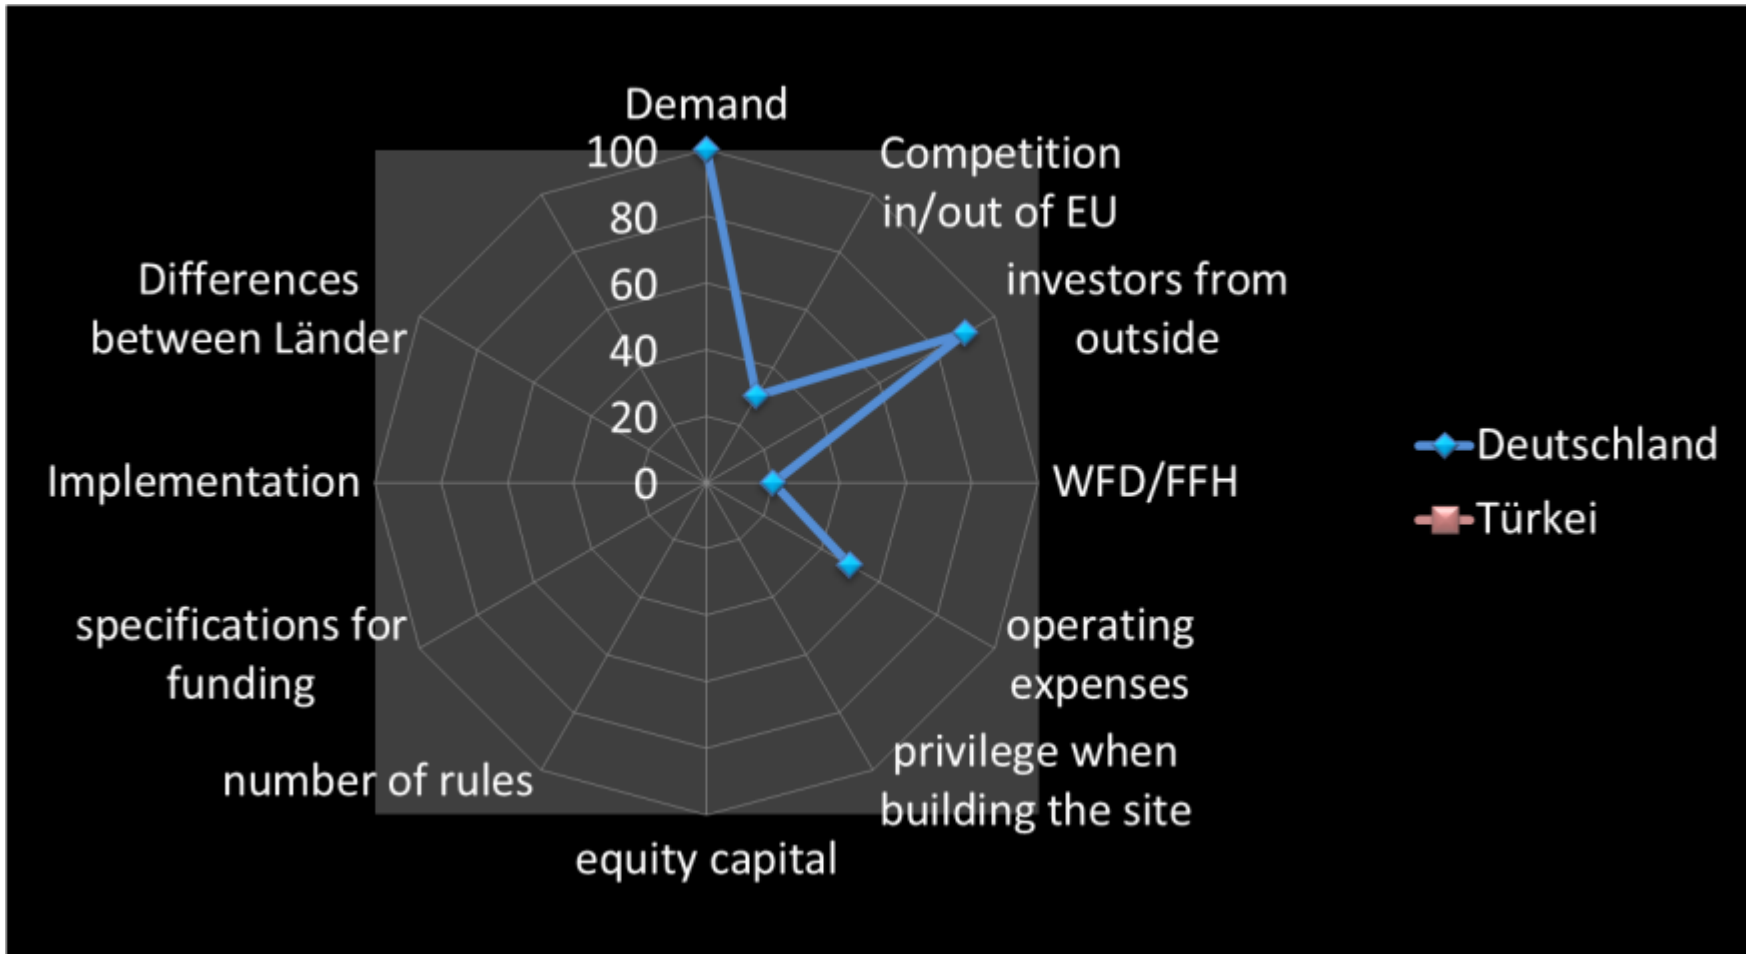 Demand
100
80
60
40
20
0
Competition
in/out of EU
investors from
outside
WFD/FFH
operating
expenses
privilege when
building the site
equity capital
number of rules
specifications for
funding
Implementation
Differences
between Länder
Deutschland
Türkei